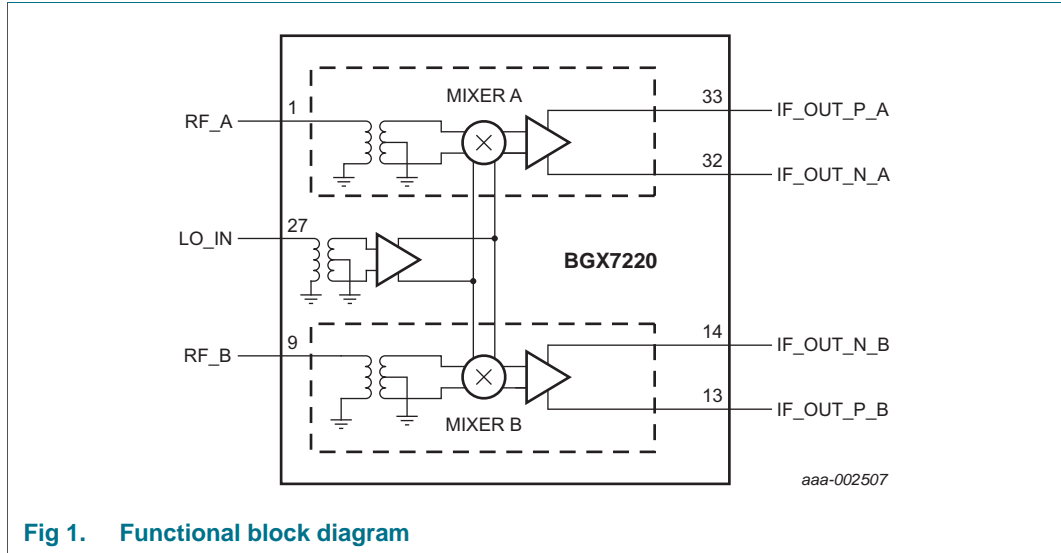 MIXER A
RF_A 1
33 IF_OUT_P_A
32 IF_OUT_N_A
LO_IN 27
BGX7220
RF_B 9
14 IF_OUT_N_B
13 IF_OUT_P_B
MIXER B
aaa-002507
Fig 1. Functional block diagram